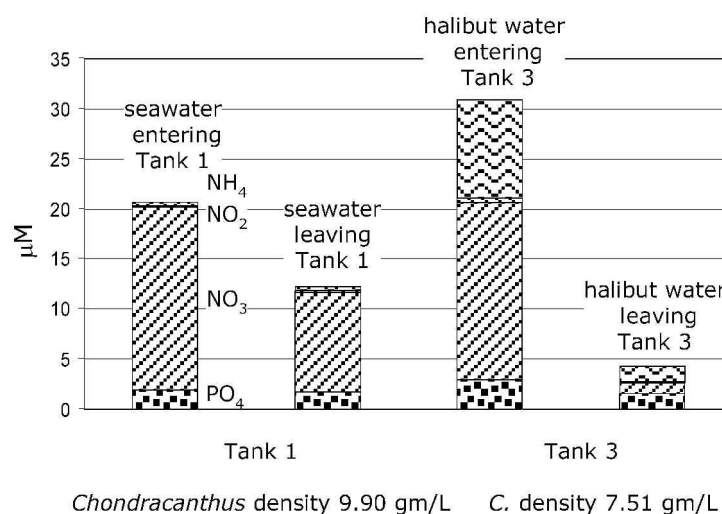 35
30
25
20
15
10
5
0
μM
seawater
entering
Tank 1
NH4
NO2
NO3
PO4
seawater
leaving
Tank 1
halibut water
entering
Tank 3
halibut water
leaving
Tank 3
Tank 1
Tank 3
Chondracanthus density 9.90 gm/L
C. density 7.51 gm/L